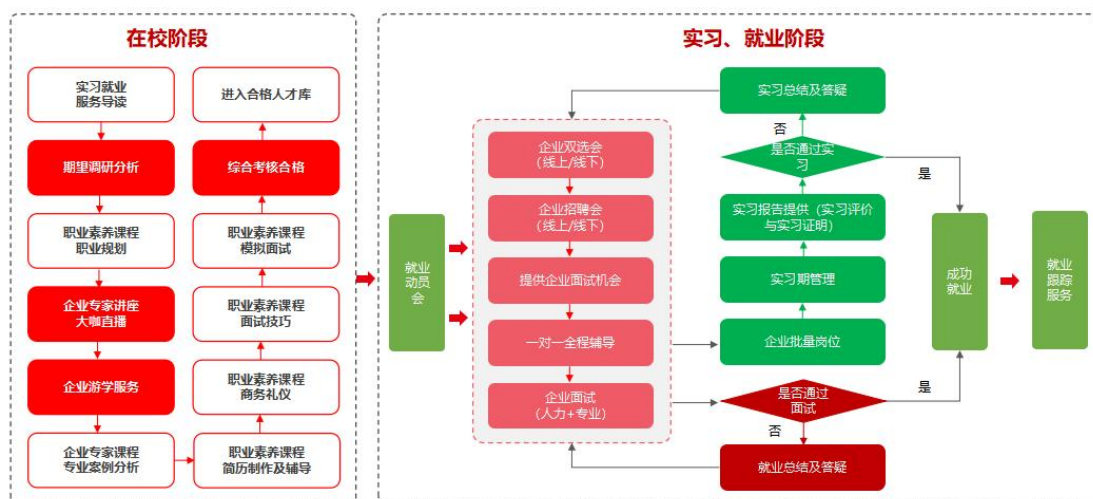 在校阶段
实习就业
服务导读
期望调研分析
职业素养课程
职业规划
企业专家讲座
大咖直播
企业游学服务
企业专家课程
专业案例分析
进入合格人才库
综合考核合格
职业素养课程
模拟面试
职业素养课程
面试技巧
职业素养课程
商务礼仪
职业素养课程
简历制作及辅导
实习、就业阶段
就业
动员
会
企业双选会
（线上/线下）
企业招聘会
（线上/线下）
提供企业面试机会
一对一全程辅导
企业面试
（人力+专业）
实习总结及答疑
否
是否通过实
习
是
实习报告提供（实习评价
与实习证明）
实习期管理
企业批量岗位
是否通过
面试
是
否
就业总结及答疑
成功
就业
就业
跟踪
服务